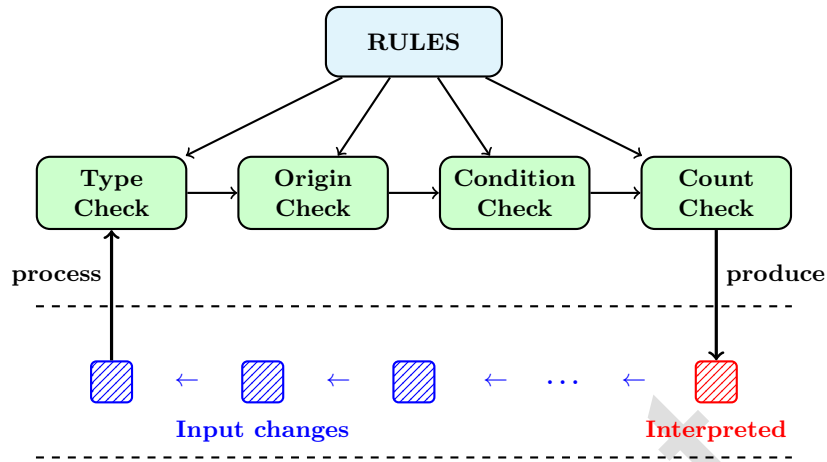 RULES
Type
Check
Origin
Check
Condition
Check
Count
Check
process
produce
← ← ← ... ←
Input changes
Interpreted